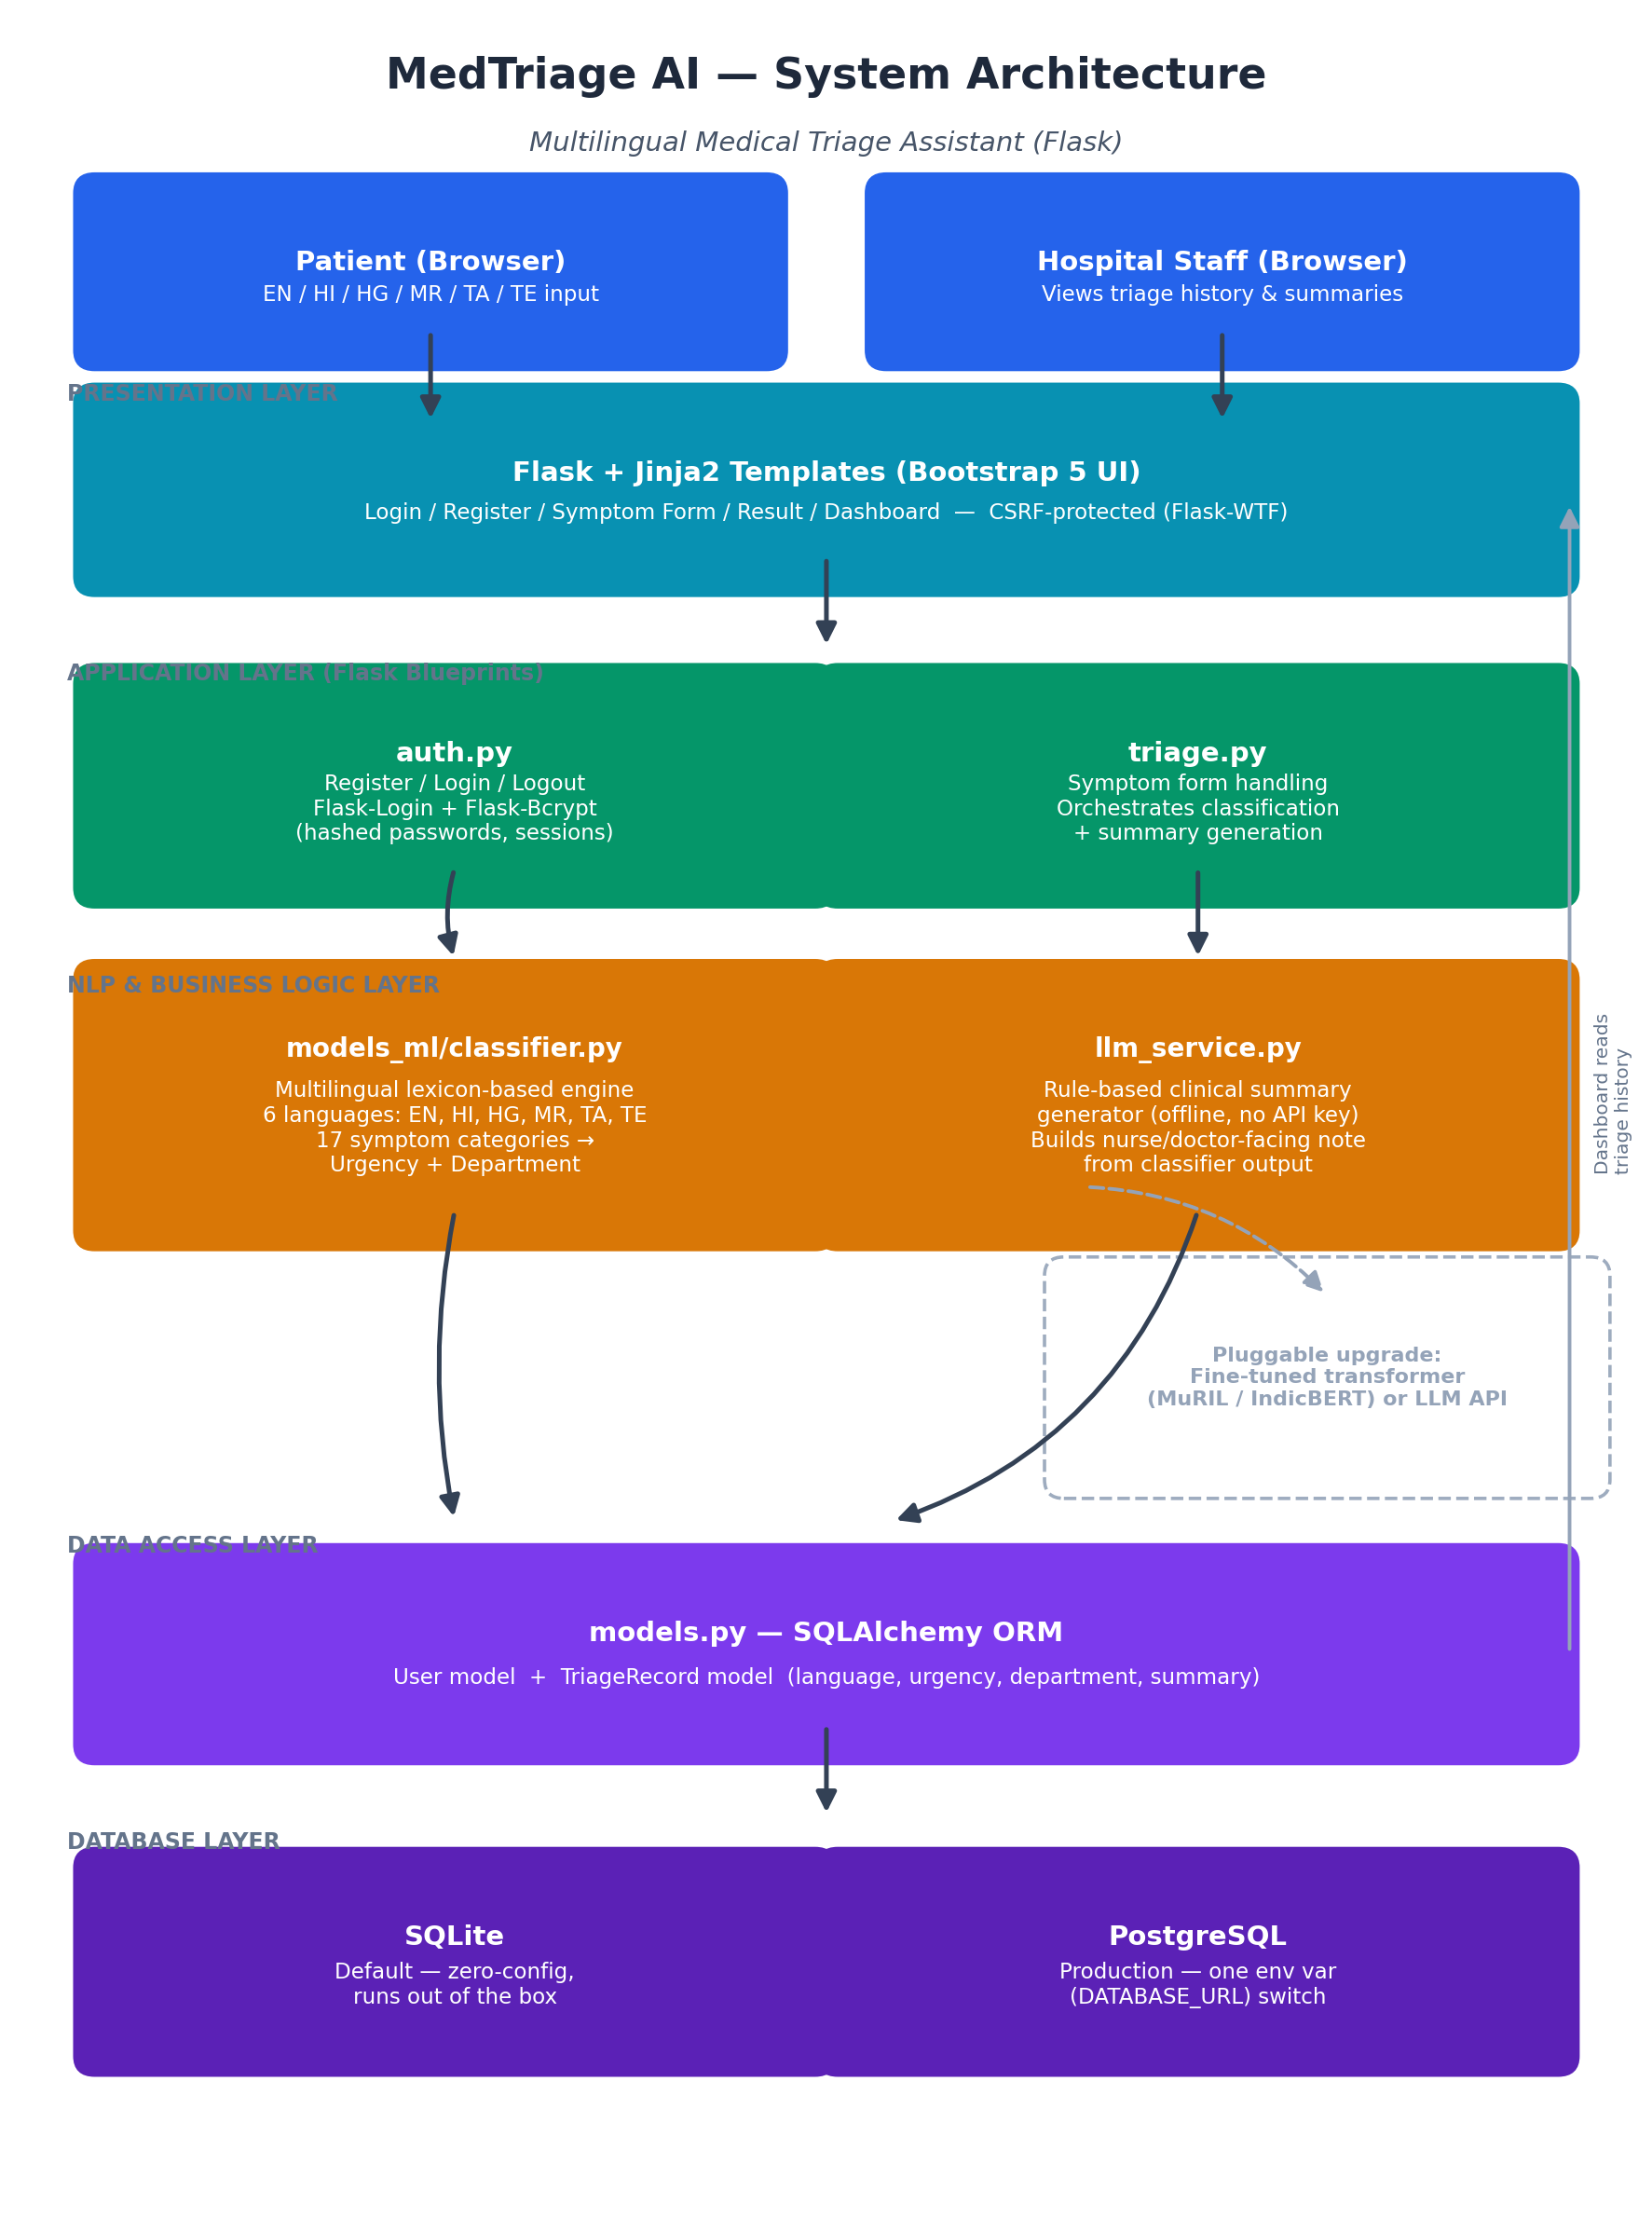 MedTriage AI — System Architecture
Multilingual Medical Triage Assistant (Flask)
Patient (Browser)
EN / HI / HG / MR / TA / TE input
Hospital Staff (Browser)
Views triage history & summaries
PRESENTATION LAYER
Flask + Jinja2 Templates (Bootstrap 5 UI)
Login / Register / Symptom Form / Result / Dashboard — CSRF-protected (Flask-WTF)
APPLICATION LAYER (Flask Blueprints)
auth.py
Register / Login / Logout
Flask-Login + Flask-Bcrypt
(hashed passwords, sessions)
triage.py
Symptom form handling
Orchestrates classification
+ summary generation
NLP & BUSINESS LOGIC LAYER
models_ml/classifier.py
Multilingual lexicon-based engine
6 languages: EN, HI, HG, MR, TA, TE
17 symptom categories →
Urgency + Department
llm_service.py
Rule-based clinical summary
generator (offline, no API key)
Builds nurse/doctor-facing note
from classifier output
Dashboard reads
triage history
Pluggable upgrade:
Fine-tuned transformer
(MuRIL / IndicBERT) or LLM API
DATA ACCESS LAYER
models.py — SQLAlchemy ORM
User model + TriageRecord model (language, urgency, department, summary)
DATABASE LAYER
SQLite
Default — zero-config,
runs out of the box
PostgreSQL
Production — one env var
(DATABASE_URL) switch